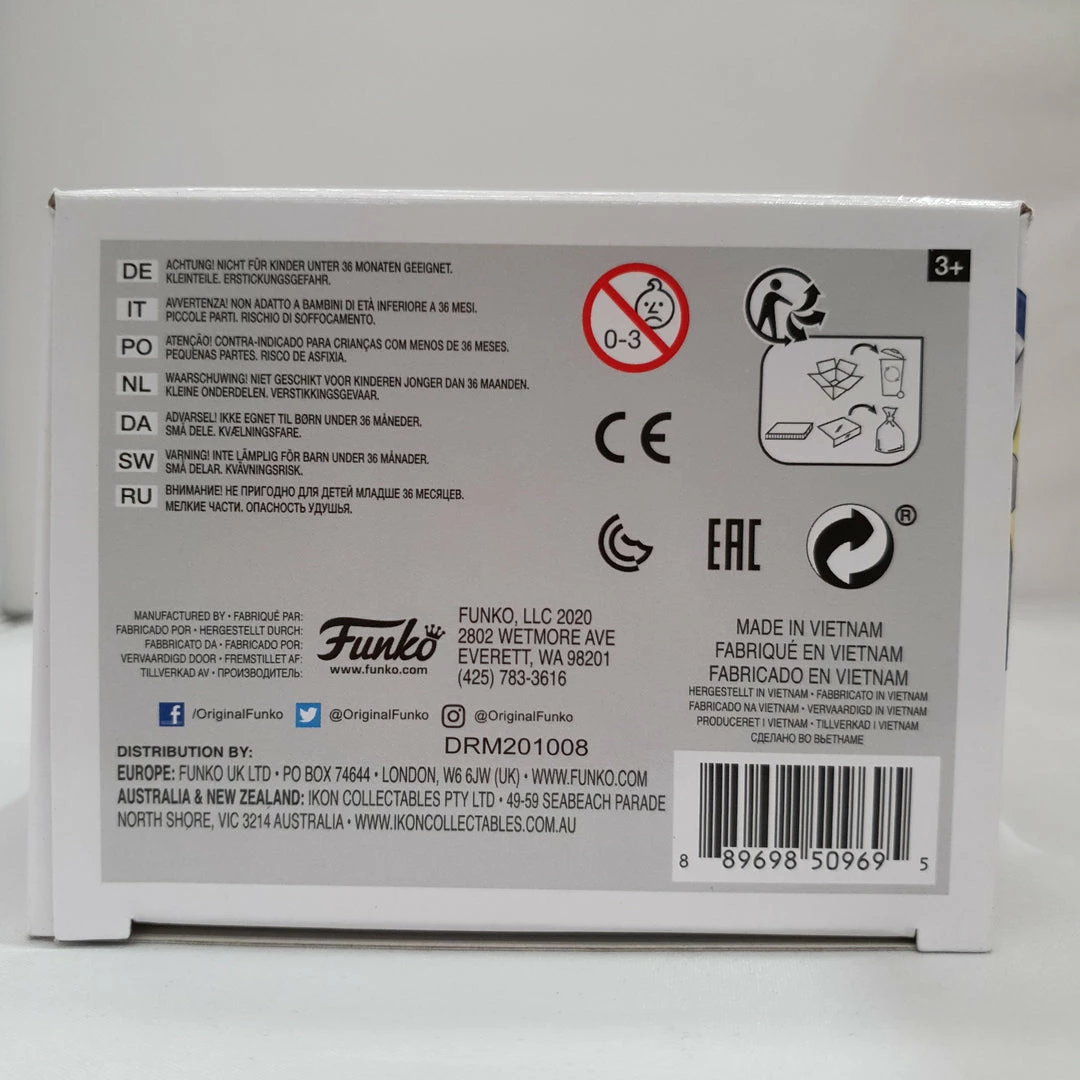 3+
DE ACHTUNG! NICHT FÜR KINDER UNTER 36 MONATEN GEEIGNET.
KLEINTEILE. ERSTICKUNGSGEFAHR.
IT AVVERTENZA! NON ADATTO A BAMBINI DI ETÀ INFERIORE A 36 MESI.
PICCOLE PARTI. RISCHIO DI SOFFOCAMENTO.
PO ATENÇÃO! CONTRA-INDICADO PARA CRIANÇAS COM MENOS DE 36 MESES.
PEQUENAS PARTES. RISCO DE ASFIXIA.
NL WAARSCHUWING! NIET GESCHIKT VOOR KINDEREN JONGER DAN 36 MAANDEN.
KLEINE ONDERDELEN. VERSTIKKINGSGEVAAR.
DA ADVARSEL! IKKE EGNET TIL BØRN UNDER 36 MÅNEDER.
SMÅ DELE. KVÆLNINGSFARE.
SW VARNING! INTE LÄMPLIG FÖR BARN UNDER 36 MÅNADER.
SMÅ DELAR. KVÄVNINGSRISK.
RU ВНИМАНИЕ! НЕ ПРИГОДНО ДЛЯ ДЕТЕЙ МЛАДШЕ 36 МЕСЯЦЕВ.
МЕЛКИЕ ЧАСТИ. ОПАСНОСТЬ УДУШЬЯ.
0-3
CE
EAC
®
MANUFACTURED BY • FABRIQUÉ PAR:
FABRICADO POR • HERGESTELLT DURCH:
FABBRICATO DA • FABRICADO POR:
VERVAARDIGD DOOR • FREMSTILLET AF:
TILLVERKAD AV • ПРОИЗВОДИТЕЛЬ:
Funko
www.funko.com
FUNKO, LLC 2020
2802 WETMORE AVE
EVERETT, WA 98201
(425) 783-3616
MADE IN VIETNAM
FABRIQUÉ EN VIETNAM
FABRICADO EN VIETNAM
HERGESTELLT IN VIETNAM • FABBRICATO IN VIETNAM
FABRICADO NA VIETNAM • VERVAARDIGD IN VIETNAM
PRODUCERET I VIETNAM • TILLVERKAD I VIETNAM
СДЕЛАНО ВО ВЬЕТНАМЕ
f /OriginalFunko @OriginalFunko @OriginalFunko
DRM201008
DISTRIBUTION BY:
EUROPE: FUNKO UK LTD • PO BOX 74644 • LONDON, W6 6JW (UK) • WWW.FUNKO.COM
AUSTRALIA & NEW ZEALAND: IKON COLLECTABLES PTY LTD • 49-59 SEABEACH PARADE
NORTH SHORE, VIC 3214 AUSTRALIA • WWW.IKONCOLLECTABLES.COM.AU
8 89698 50969 5